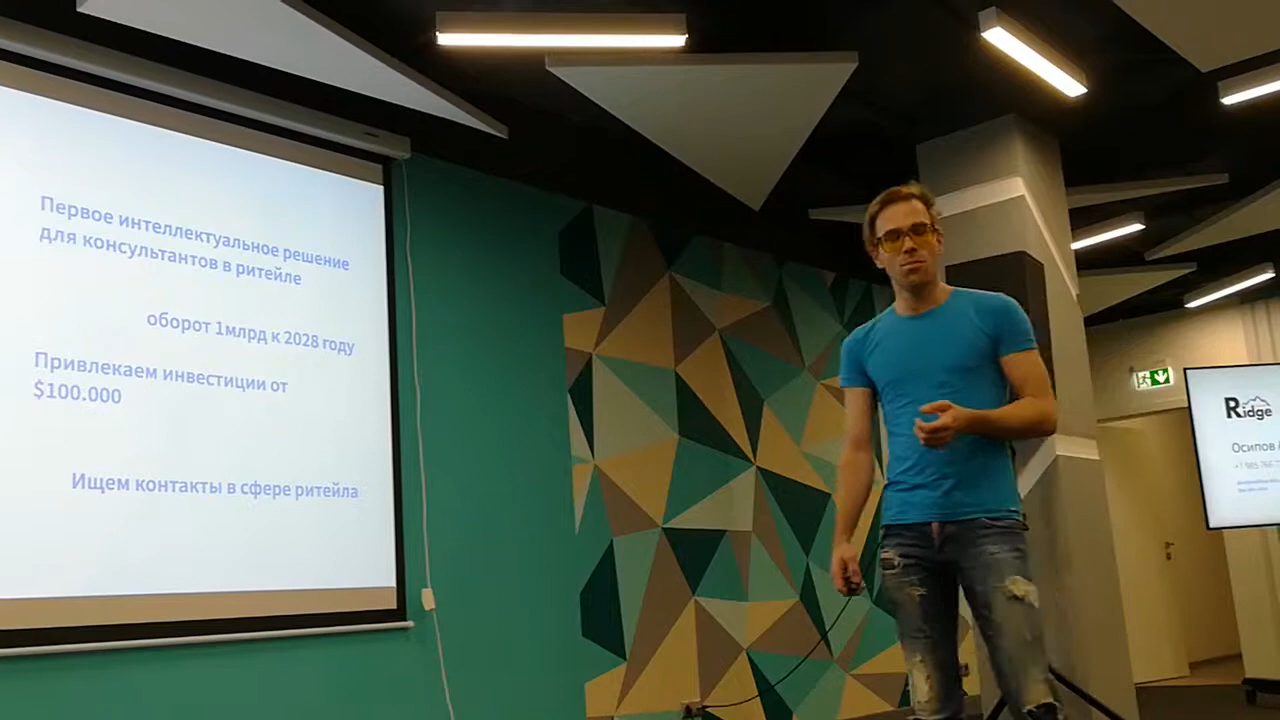 Первое интеллектуальное решение
для консультантов в ритейле
оборот 1млрд к 2028 году
Привлекаем инвестиции от
$100.000
Ищем контакты в сфере ритейла
Ridge
Осипов